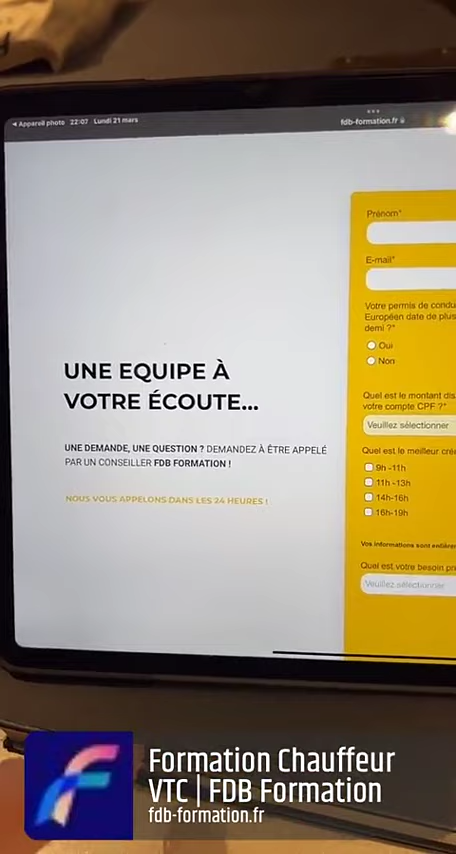 Appareil photo 22:07 Lundi 21 mars
fdb-formation.fr
Prénom*
E-mail*
Votre permis de condu
Européen date de plus
demi ?*
Oui
Non
UNE EQUIPE À
VOTRE ÉCOUTE...
Quel est le montant dis
votre compte CPF ?*
Veuillez sélectionner
UNE DEMANDE, UNE QUESTION ? DEMANDEZ À ÊTRE APPELÉ
PAR UN CONSEILLER FDB FORMATION !
Quel est le meilleur cré
9h -11h
11h -13h
14h-16h
16h-19h
NOUS VOUS APPELONS DANS LES 24 HEURES !
Vos informations sont entière
Quel est votre besoin pr
Veuillez sélectionner
Formation Chauffeur
VTC | FDB Formation
fdb-formation.fr